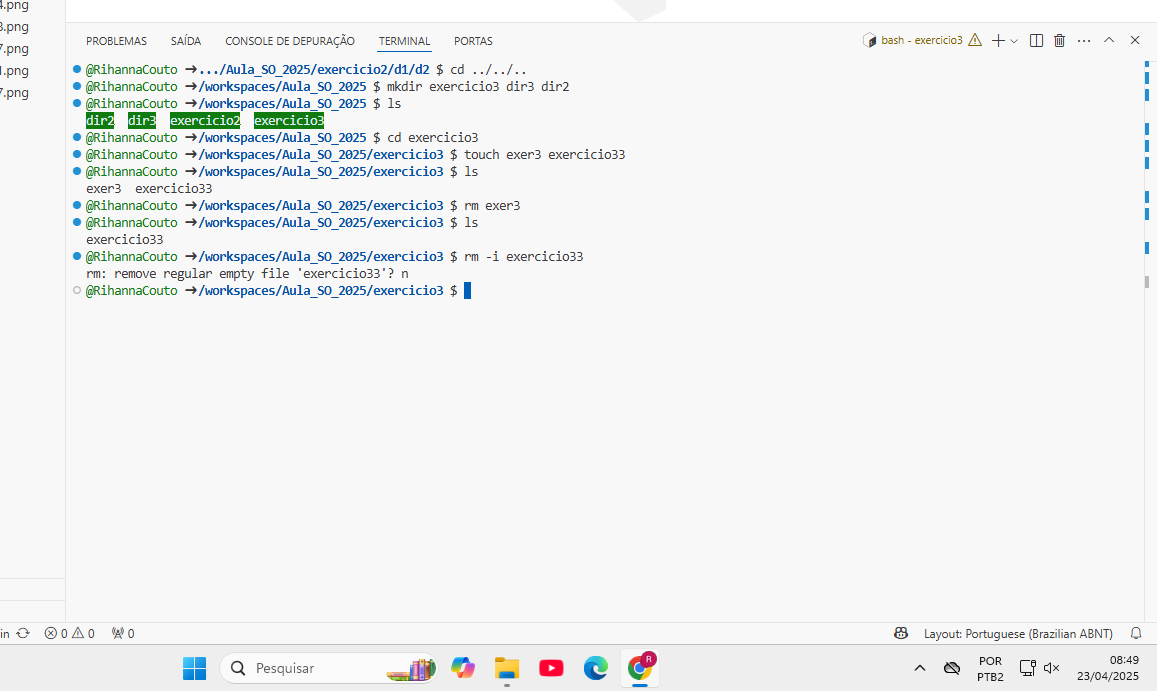 4.png
3.png
7.png
1.png
7.png
PROBLEMAS SAÍDA CONSOLE DE DEPURAÇÃO TERMINAL PORTAS
bash - exercicio3
@RihannaCouto ➜.../Aula_SO_2025/exercicio2/d1/d2 $ cd ../../..
@RihannaCouto ➜/workspaces/Aula_SO_2025 $ mkdir exercicio3 dir3 dir2
@RihannaCouto ➜/workspaces/Aula_SO_2025 $ ls
dir2 dir3 exercicio2 exercicio3
@RihannaCouto ➜/workspaces/Aula_SO_2025 $ cd exercicio3
@RihannaCouto ➜/workspaces/Aula_SO_2025/exercicio3 $ touch exer3 exercicio33
@RihannaCouto ➜/workspaces/Aula_SO_2025/exercicio3 $ ls
exer3 exercicio33
@RihannaCouto ➜/workspaces/Aula_SO_2025/exercicio3 $ rm exer3
@RihannaCouto ➜/workspaces/Aula_SO_2025/exercicio3 $ ls
exercicio33
@RihannaCouto ➜/workspaces/Aula_SO_2025/exercicio3 $ rm -i exercicio33
rm: remove regular empty file 'exercicio33'? n
@RihannaCouto ➜/workspaces/Aula_SO_2025/exercicio3 $
in 0 0 0
Layout: Portuguese (Brazilian ABNT)
Pesquisar
R
POR
PTB2
08:49
23/04/2025